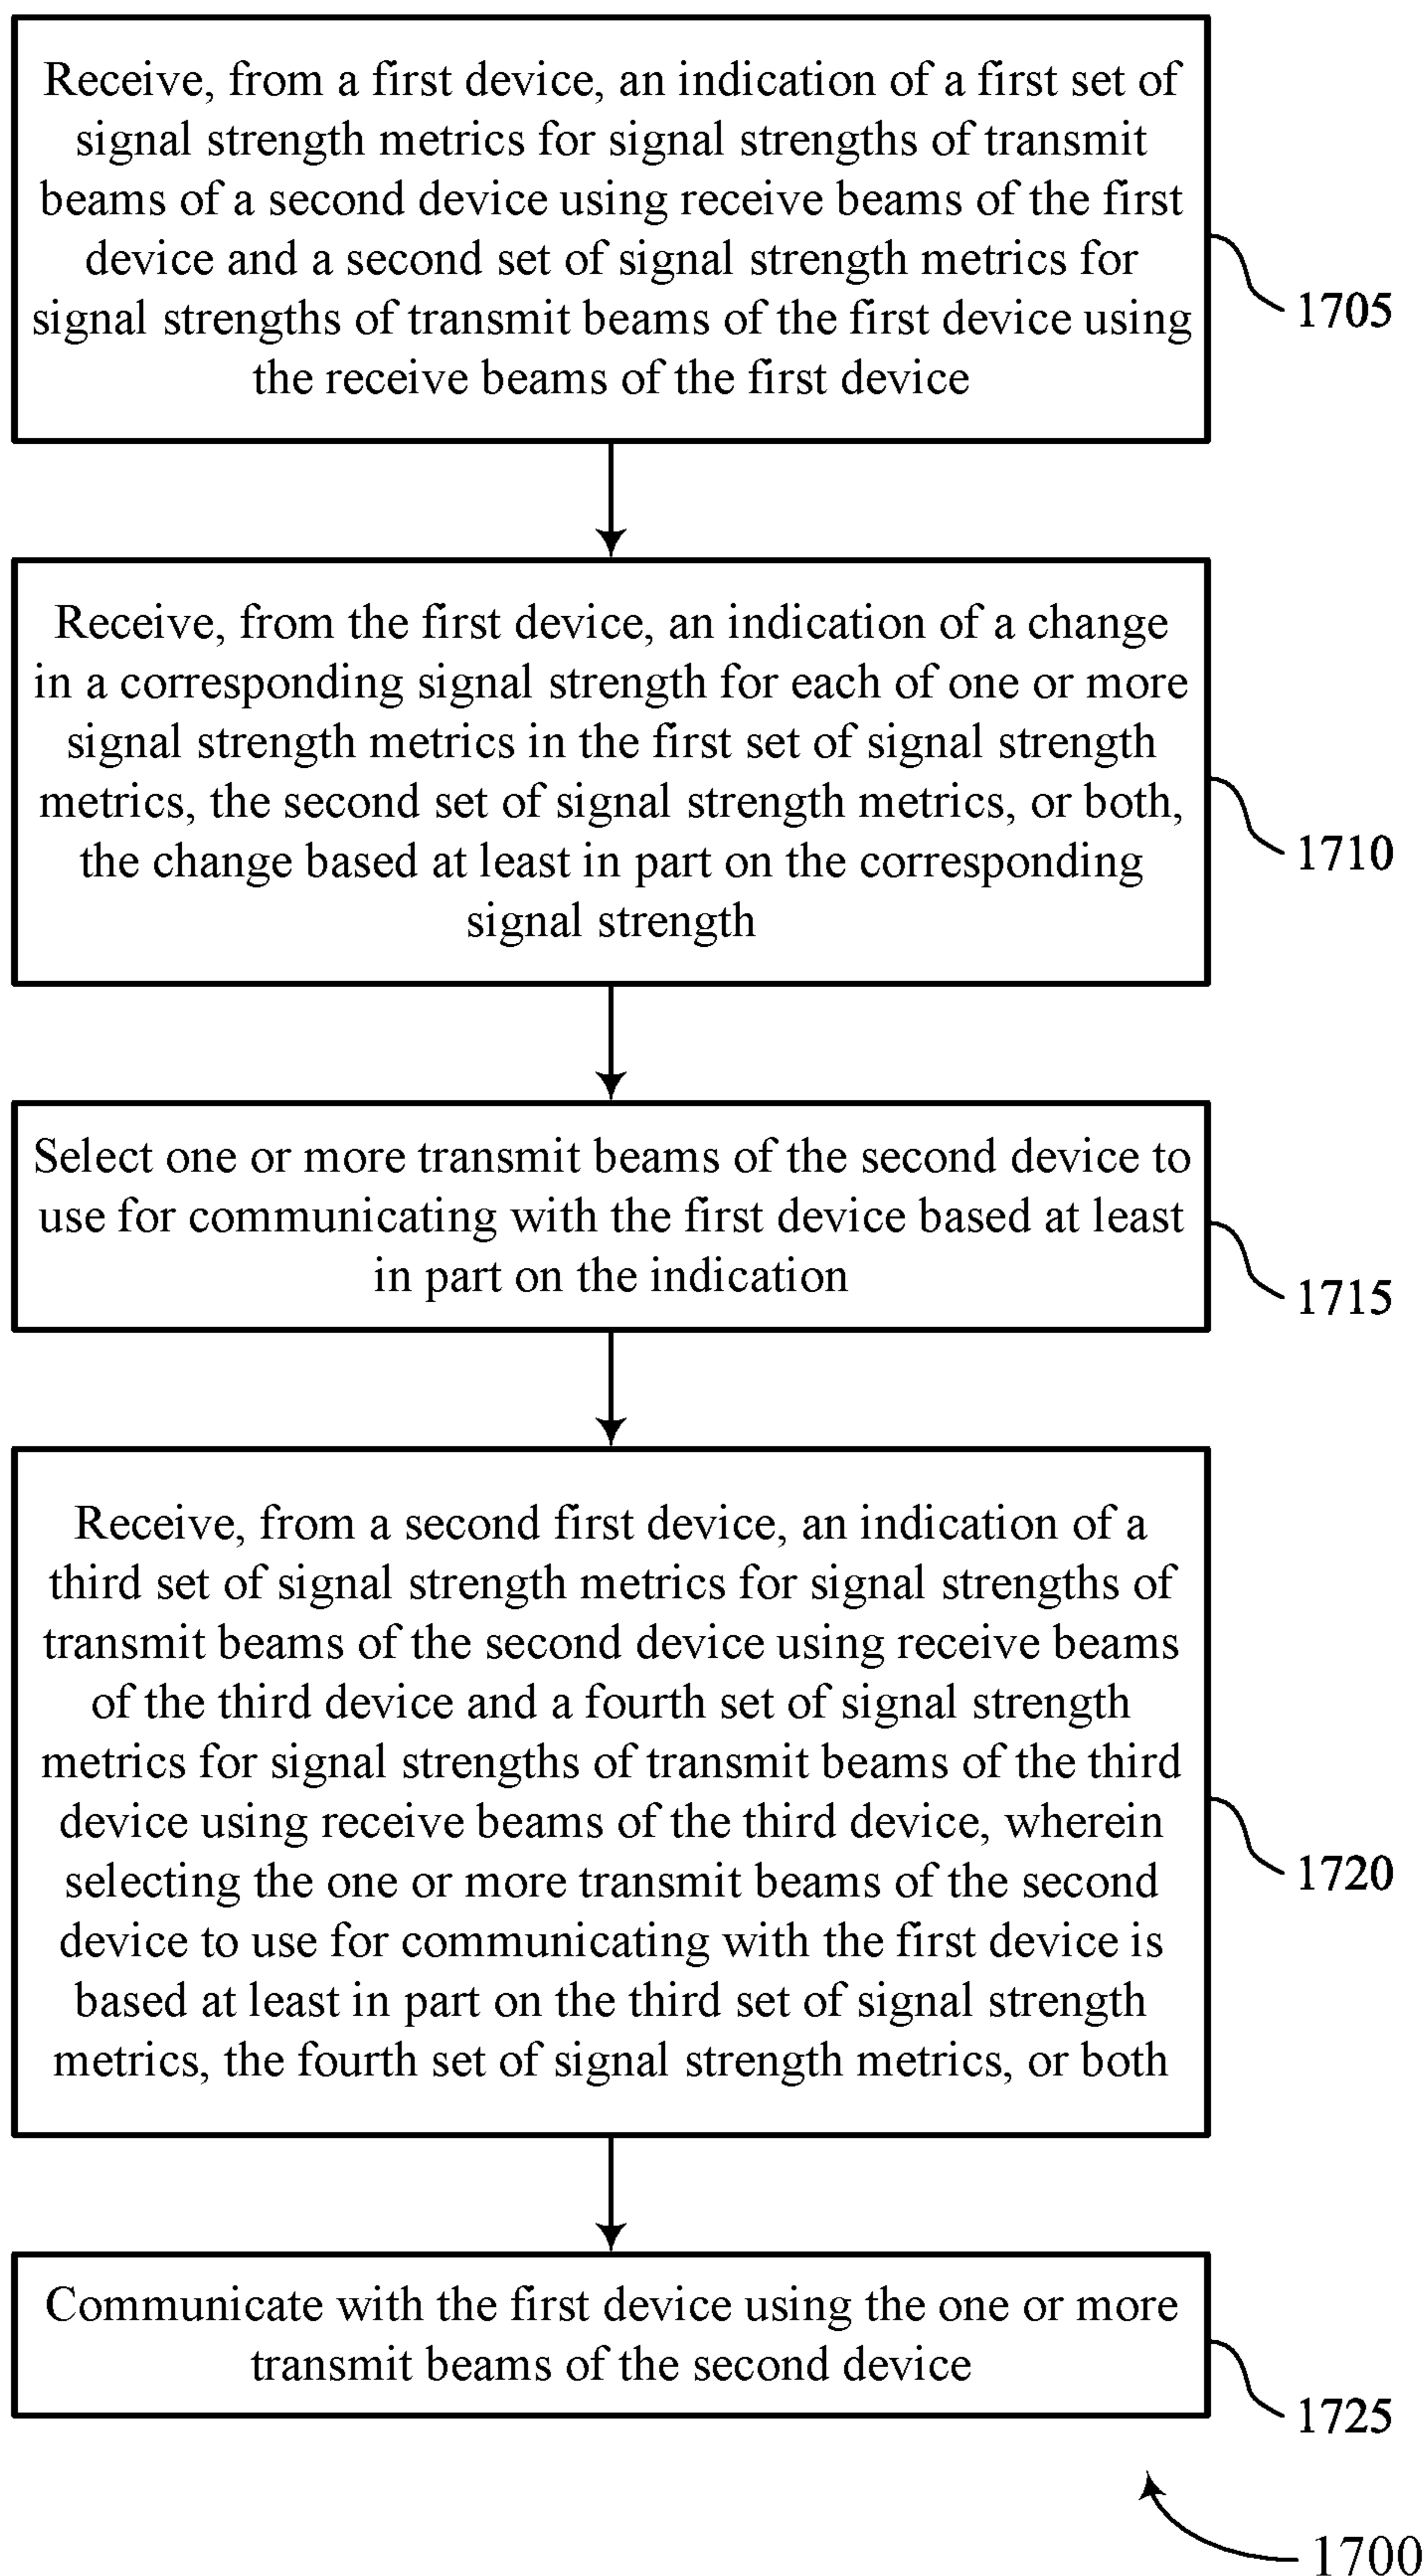 Receive, from a first device, an indication of a first set of
signal strength metrics for signal strengths of transmit
beams of a second device using receive beams of the first
device and a second set of signal strength metrics for
signal strengths of transmit beams of the first device using
the receive beams of the first device
1705
Receive, from the first device, an indication of a change
in a corresponding signal strength for each of one or more
signal strength metrics in the first set of signal strength
metrics, the second set of signal strength metrics, or both,
the change based at least in part on the corresponding
signal strength
1710
Select one or more transmit beams of the second device to
use for communicating with the first device based at least
in part on the indication
1715
Receive, from a second first device, an indication of a
third set of signal strength metrics for signal strengths of
transmit beams of the second device using receive beams
of the third device and a fourth set of signal strength
metrics for signal strengths of transmit beams of the third
device using receive beams of the third device, wherein
selecting the one or more transmit beams of the second
device to use for communicating with the first device is
based at least in part on the third set of signal strength
metrics, the fourth set of signal strength metrics, or both
1720
Communicate with the first device using the one or more
transmit beams of the second device
1725
1700